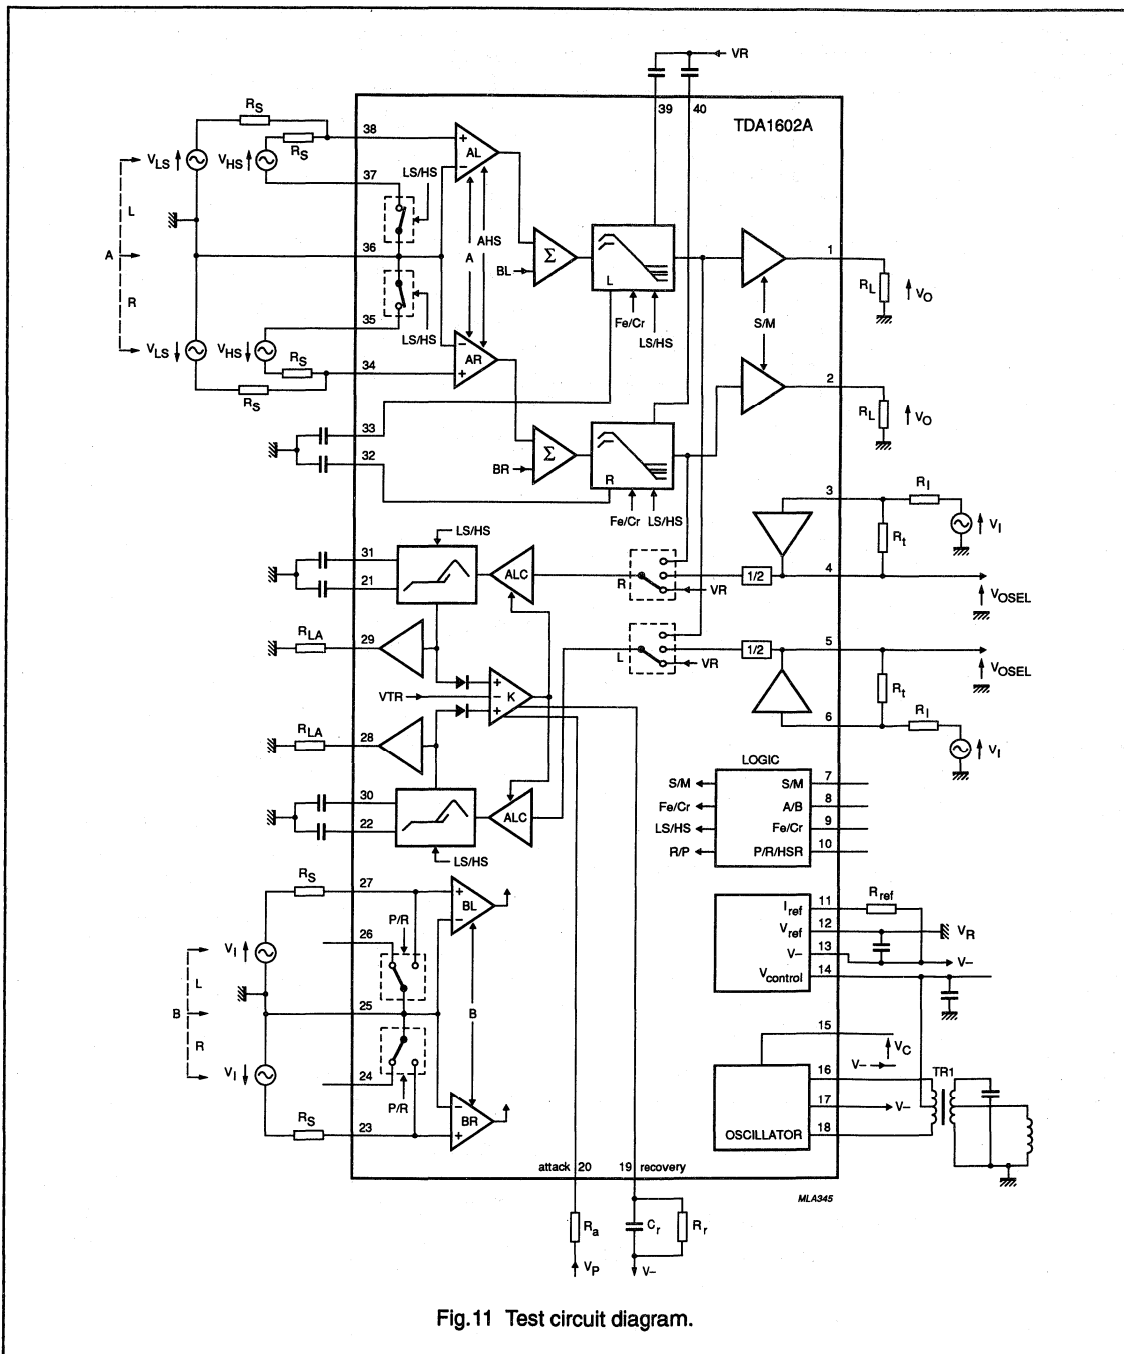 VR
39 40
TDA1602A
RS
38
RS
VLS
VHS
AL
37
LS/HS
L
36
A
AHS
A
Σ
BL
1
RL
VO
L
R
35
LS/HS
Fe/Cr
LS/HS
S/M
VLS
VHS
RS
34
AR
RS
2
RL
VO
33
32
Σ
BR
R
Fe/Cr LS/HS
3
RI
VI
Rt
31
LS/HS
21
ALC
R
VR
1/2
4
VOSEL
RLA
29
L
VR
1/2
5
VOSEL
VTR
K
Rt
RI
6
VI
RLA
28
LOGIC
S/M
S/M
7
Fe/Cr
A/B
8
LS/HS
Fe/Cr
9
R/P
P/R/HSR
10
30
22
ALC
LS/HS
RS
27
BL
P/R
26
VI
L
25
B
B
R
VI
24
P/R
RS
23
BR
Iref
11
Rref
Vref
12
VR
V–
13
V–
Vcontrol
14
15
VC
V–
16
TR1
17
V–
OSCILLATOR
18
attack 20
19 recovery
MLA345
Ra
Cr
Rr
VP
V–
Fig.11 Test circuit diagram.